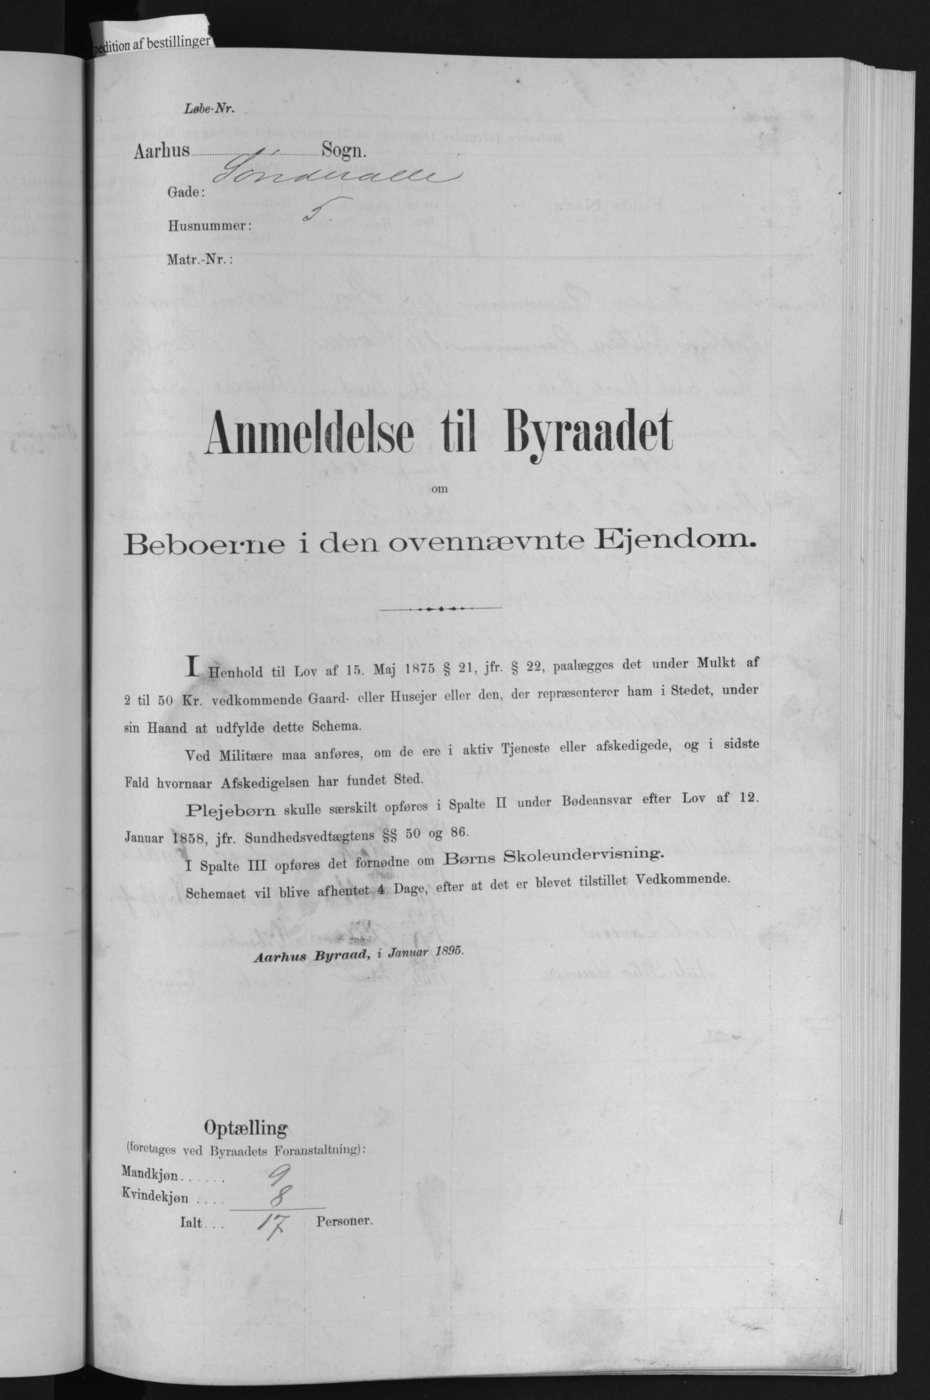 edition af bestillinger
Løbe-Nr.
Aarhus Sogn.
Gade: Sønderalle
Husnummer: 5.
Matr.-Nr.:
Anmeldelse til Byraadet
om
Beboerne i den ovennævnte Ejendom.
I Henhold til Lov af 15. Maj 1875 § 21, jfr. § 22, paalægges det under Mulkt af
2 til 50 Kr. vedkommende Gaard- eller Husejer eller den, der repræsenterer ham i Stedet, under
sin Haand at udfylde dette Schema.
Ved Militære maa anføres, om de ere i aktiv Tjeneste eller afskedigede, og i sidste
Fald hvornaar Afskedigelsen har fundet Sted.
Plejebørn skulle særskilt opføres i Spalte II under Bødeansvar efter Lov af 12.
Januar 1858, jfr. Sundhedsvedtægtens §§ 50 og 86.
I Spalte III opføres det fornødne om Børns Skoleundervisning.
Schemaet vil blive afhentet 4 Dage, efter at det er blevet tilstillet Vedkommende.
Aarhus Byraad, i Januar 1895.
Optælling
(foretages ved Byraadets Foranstaltning):
Mandkjøn...... 9
Kvindekjøn.... 8
Ialt... 17 Personer.